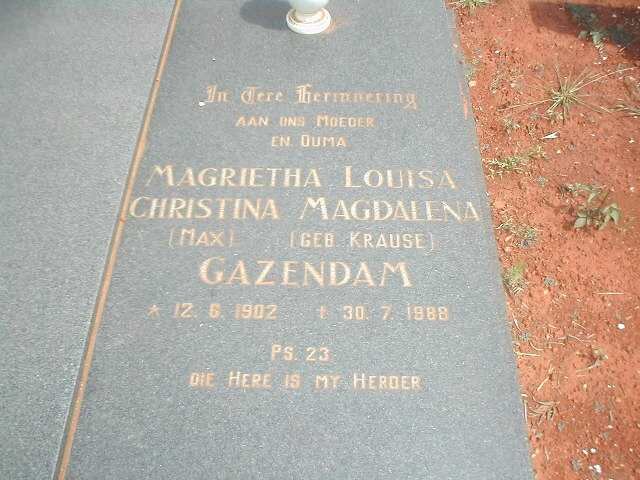 In Tere Herinnering
AAN ONS MOEDER
EN OUMA
MAGRIETHA LOUISA
CHRISTINA MAGDALENA
(MAX) (GEB. KRAUSE)
GAZENDAM
* 12. 6. 1902 † 30. 7. 1988
PS. 23
DIE HERE IS MY HERDER